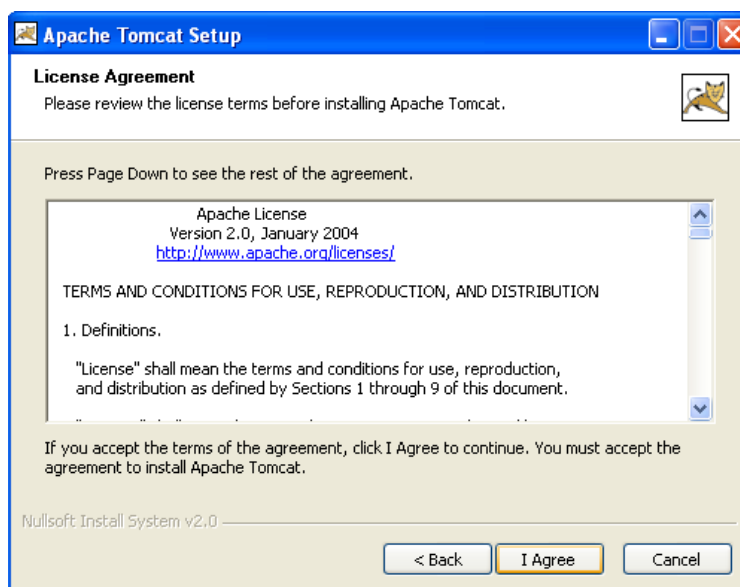 Apache Tomcat Setup
License Agreement
Please review the license terms before installing Apache Tomcat.
Press Page Down to see the rest of the agreement.
Apache License
Version 2.0, January 2004
http://www.apache.org/licenses/
TERMS AND CONDITIONS FOR USE, REPRODUCTION, AND DISTRIBUTION
1. Definitions.
"License" shall mean the terms and conditions for use, reproduction,
and distribution as defined by Sections 1 through 9 of this document.
If you accept the terms of the agreement, click I Agree to continue. You must accept the
agreement to install Apache Tomcat.
Nullsoft Install System v2.0
< Back
I Agree
Cancel